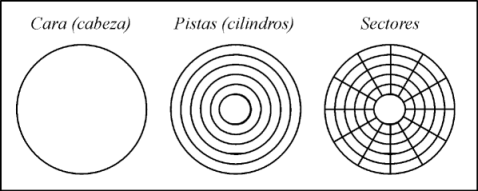 Cara (cabeza)
Pistas (cilindros)
Sectores